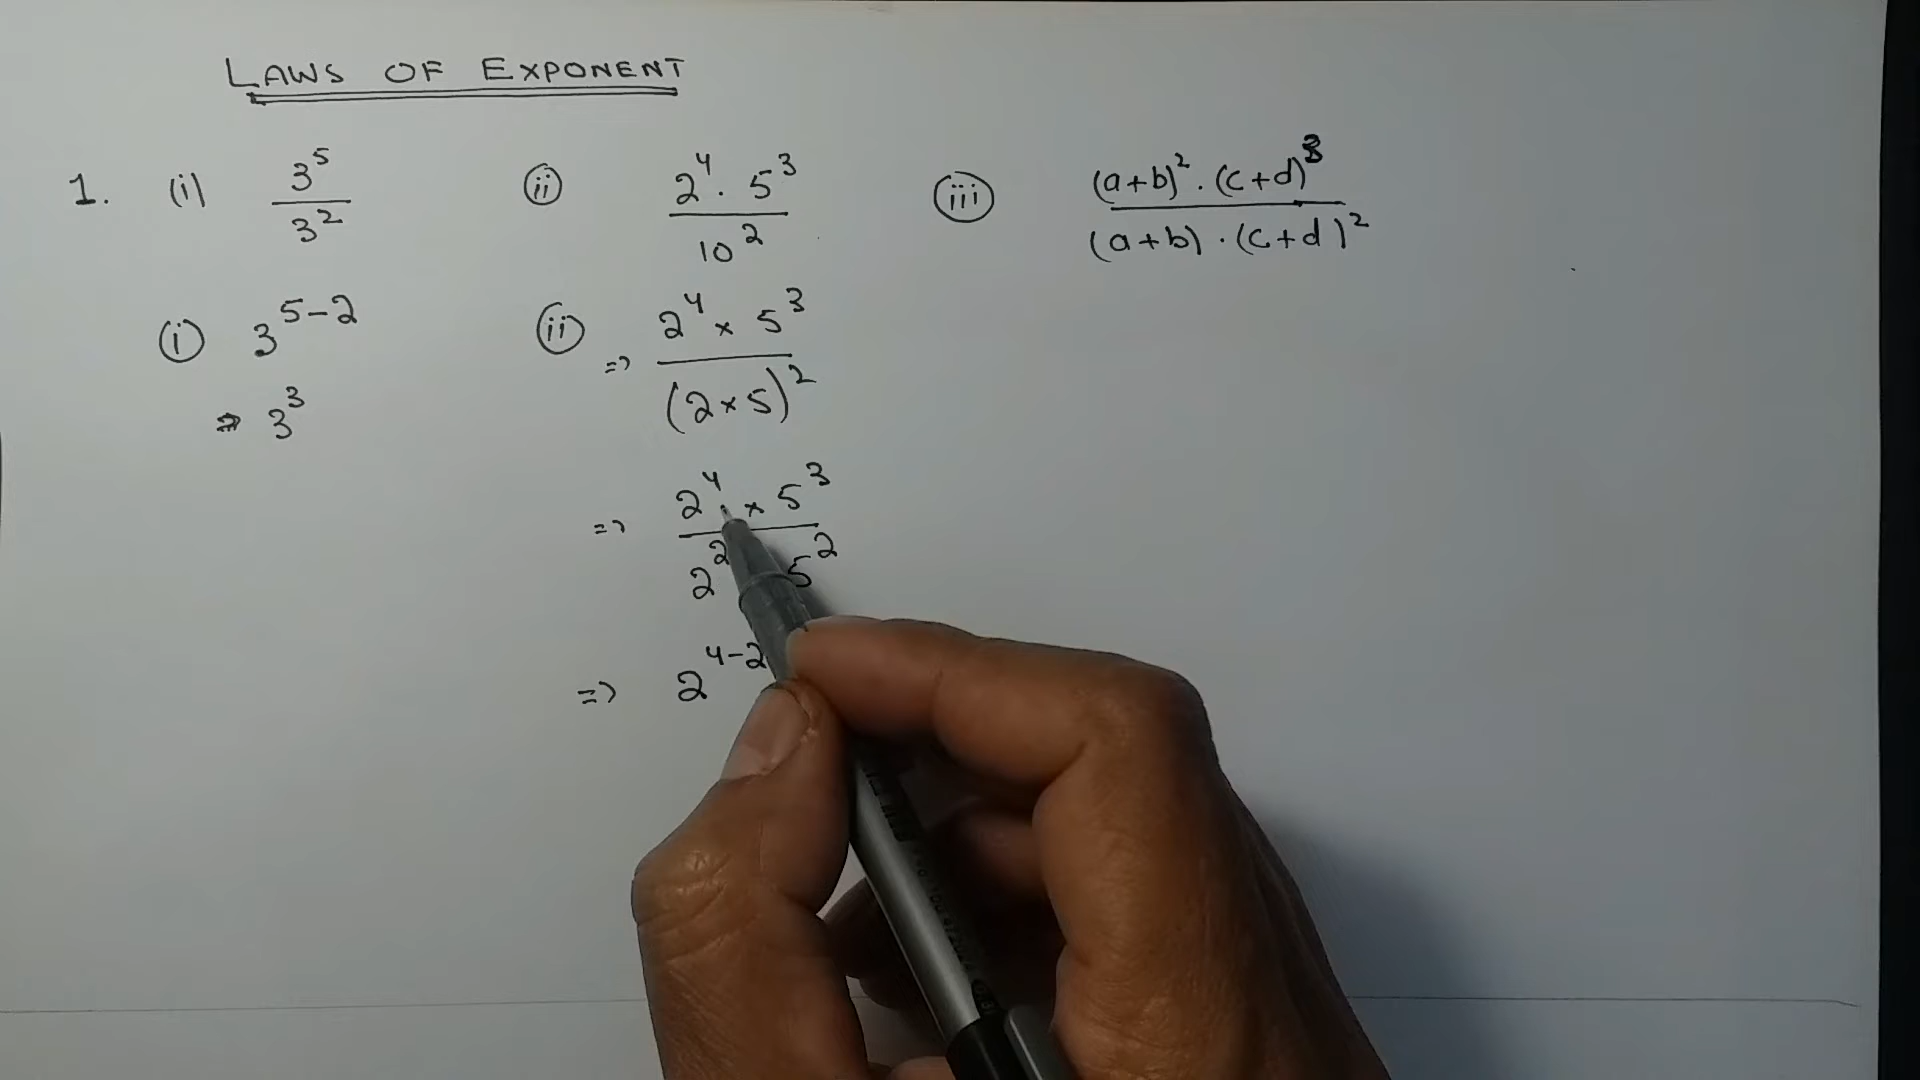 LAWS OF EXPONENT
1. (i) 3^5 / 3^2 (ii) 2^4 · 5^3 / 10^2 (iii) (a+b)^2 · (c+d)^3 / (a+b) · (c+d)^2
(i) 3^5-2 (ii) => 2^4 × 5^3 / (2×5)^2
=> 3^3
=> 2^4 × 5^3 / 2^2 5^2
=> 2^4-2